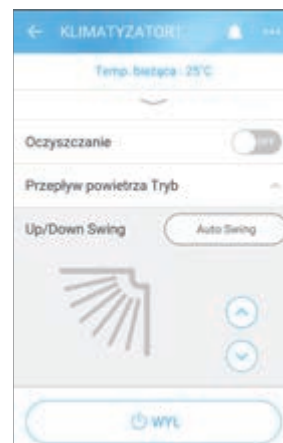 KLIMATYZATOR1
Temp. bieżąca : 25°C
Oczyszczanie
OFF
Przepływ powietrza Tryb
Up/Down Swing
Auto Swing
WYŁ